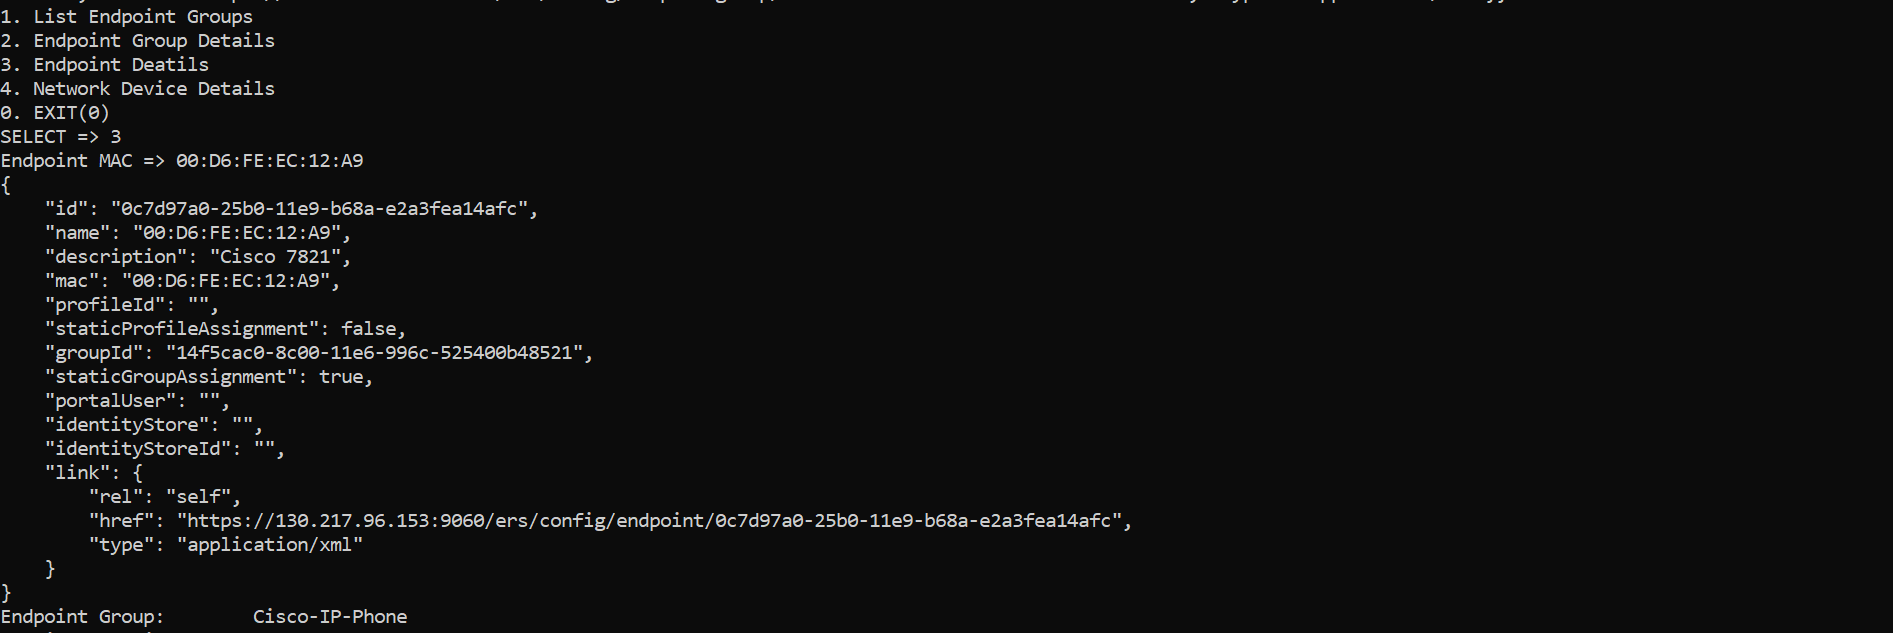 1. List Endpoint Groups
2. Endpoint Group Details
3. Endpoint Deatils
4. Network Device Details
0. EXIT(0)
SELECT => 3
Endpoint MAC => 00:D6:FE:EC:12:A9
{
    "id": "0c7d97a0-25b0-11e9-b68a-e2a3fea14afc",
    "name": "00:D6:FE:EC:12:A9",
    "description": "Cisco 7821",
    "mac": "00:D6:FE:EC:12:A9",
    "profileId": "",
    "staticProfileAssignment": false,
    "groupId": "14f5cac0-8c00-11e6-996c-525400b48521",
    "staticGroupAssignment": true,
    "portalUser": "",
    "identityStore": "",
    "identityStoreId": "",
    "link": {
        "rel": "self",
        "href": "https://130.217.96.153:9060/ers/config/endpoint/0c7d97a0-25b0-11e9-b68a-e2a3fea14afc",
        "type": "application/xml"
    }
}
Endpoint Group:        Cisco-IP-Phone